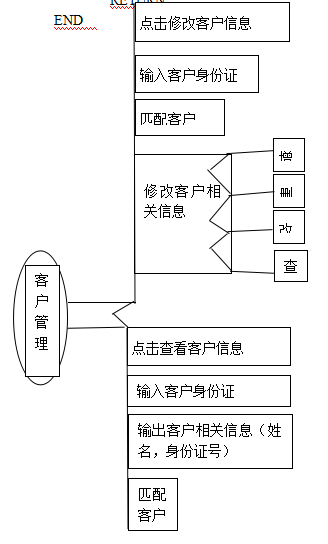 END
点击修改客户信息
输入客户身份证
匹配客户
修改客户相
关信息
查
客
户
管
理
点击查看客户信息
输入客户身份证
输出客户相关信息（姓
名，身份证号）
匹配
客户